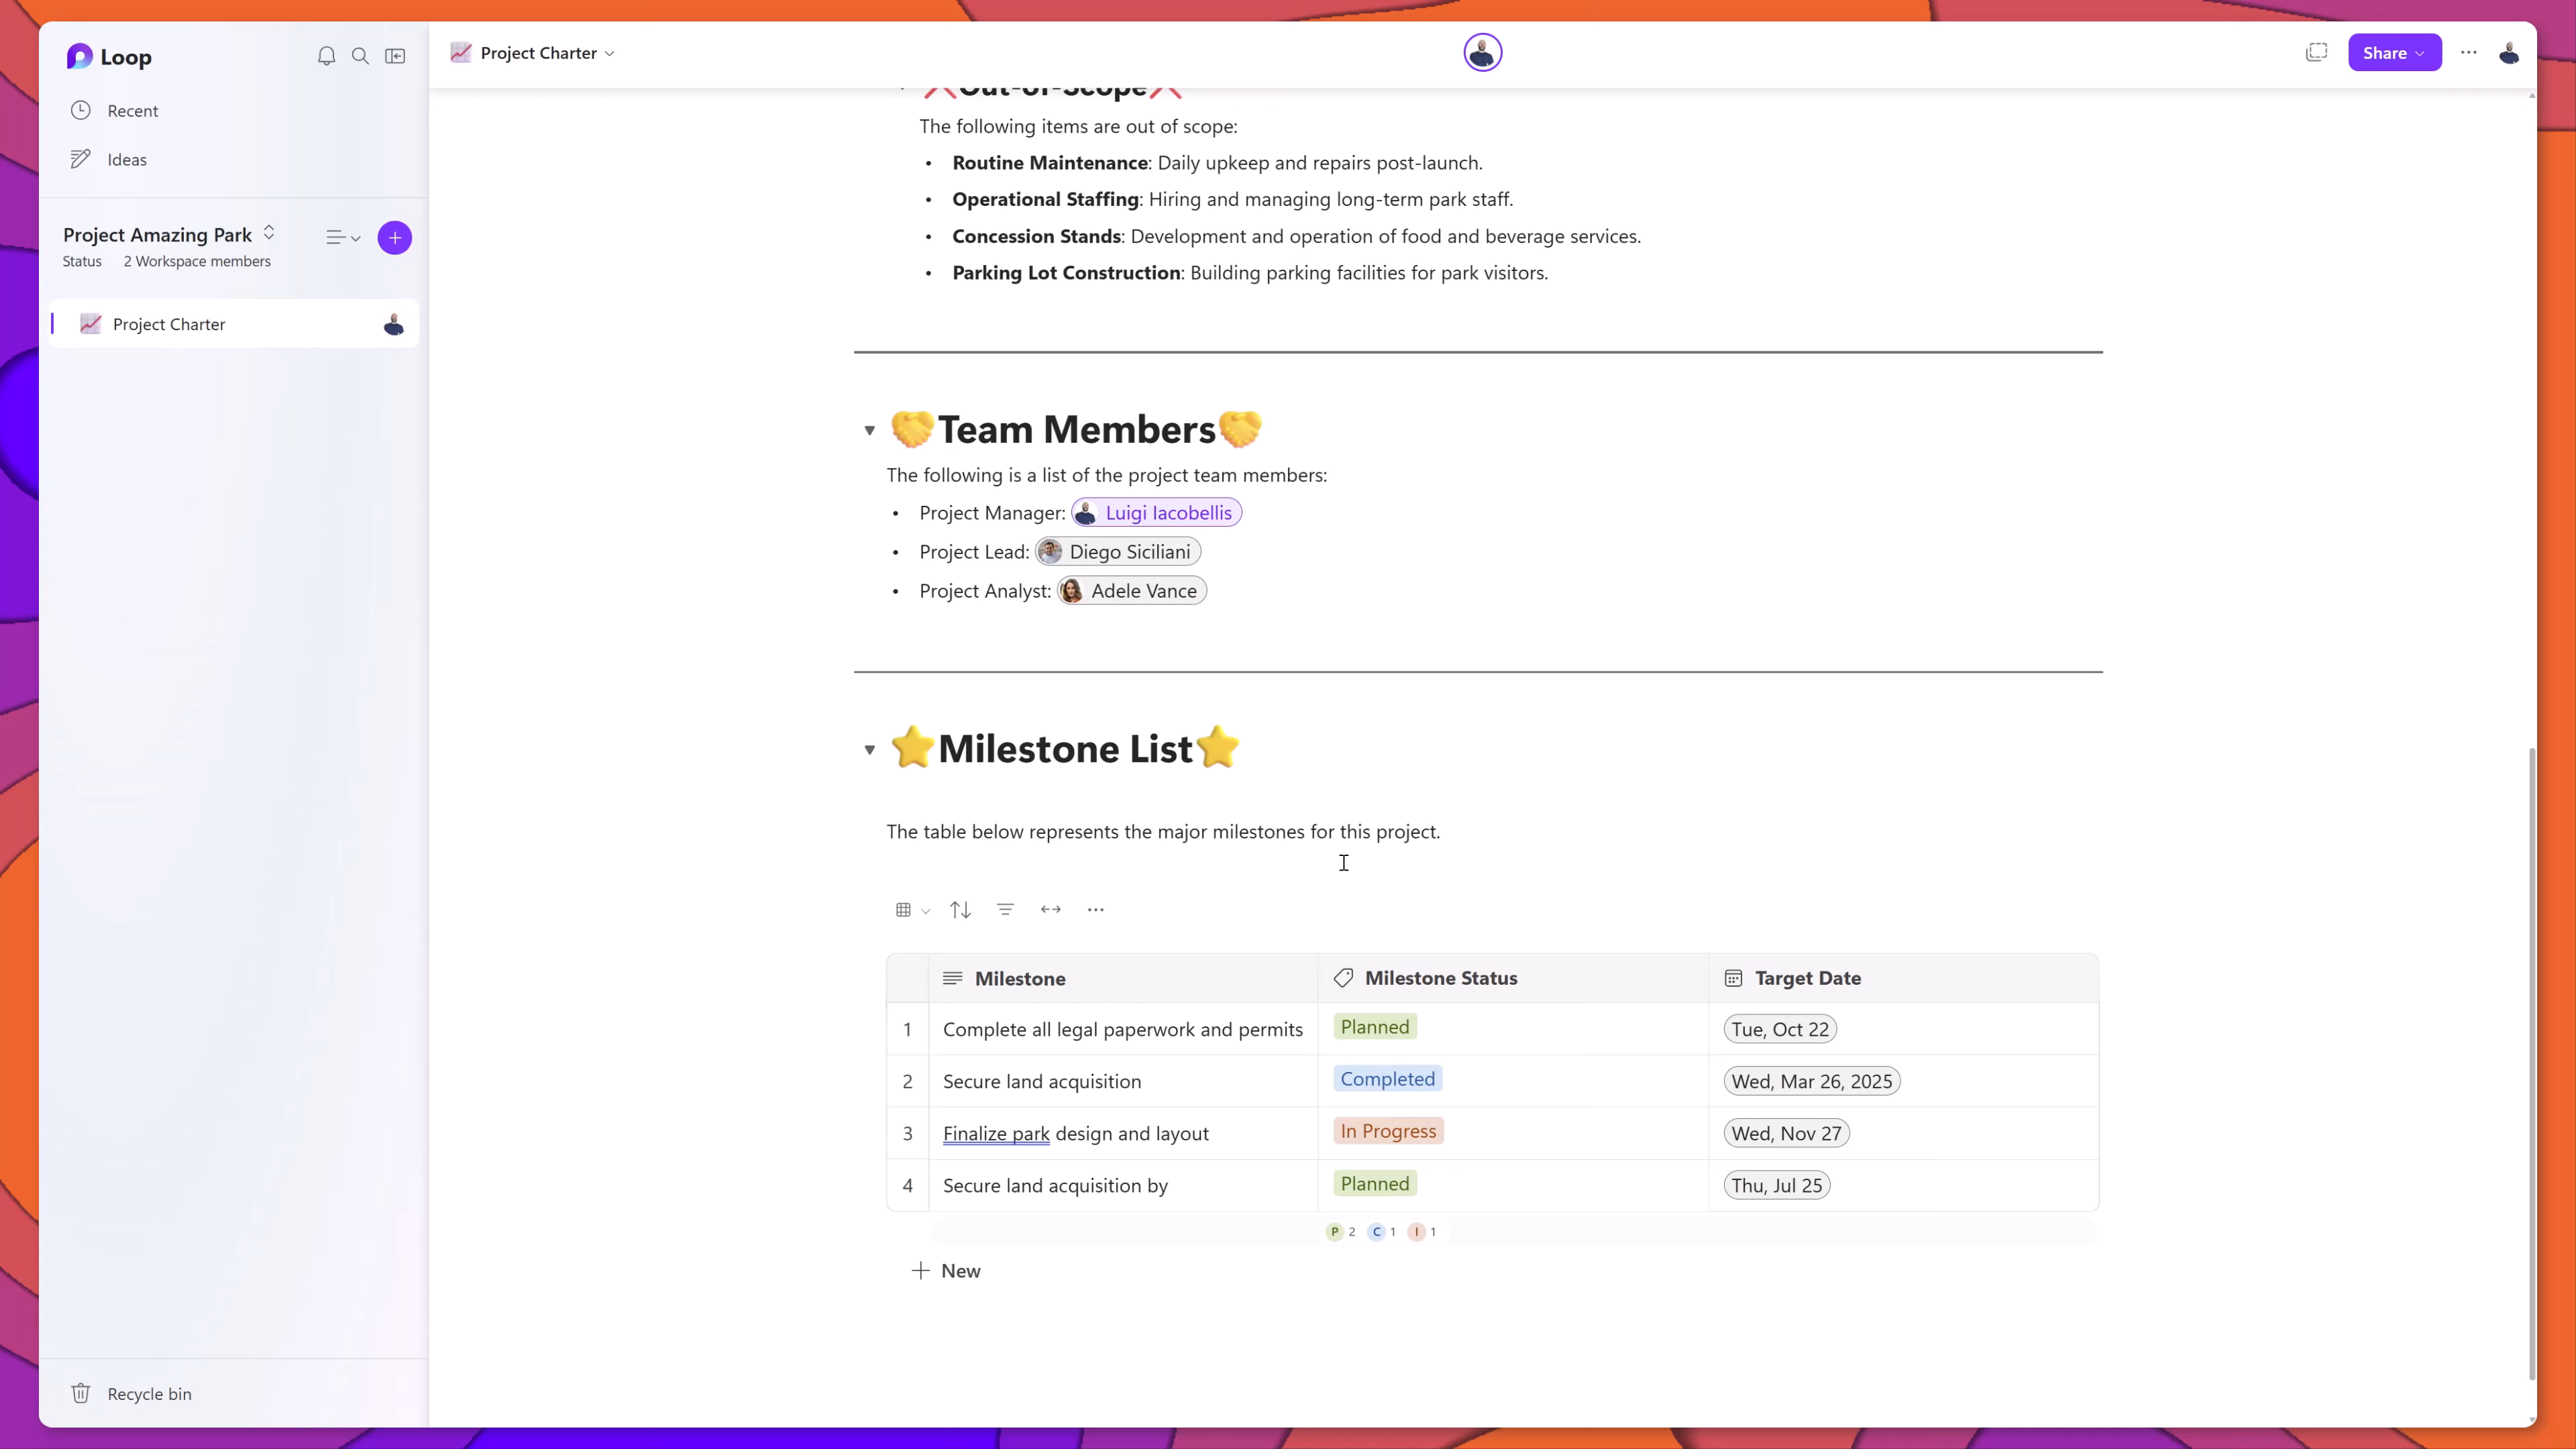 Loop
Recent
Ideas
Project Amazing Park
Status 2 Workspace members
Project Charter
Recycle bin
Project Charter
Share
Out-of-Scope
The following items are out of scope:
• Routine Maintenance: Daily upkeep and repairs post-launch.
• Operational Staffing: Hiring and managing long-term park staff.
• Concession Stands: Development and operation of food and beverage services.
• Parking Lot Construction: Building parking facilities for park visitors.
Team Members
The following is a list of the project team members:
• Project Manager: Luigi Iacobellis
• Project Lead: Diego Siciliani
• Project Analyst: Adele Vance
Milestone List
The table below represents the major milestones for this project.
Milestone Milestone Status Target Date
1 Complete all legal paperwork and permits Planned Tue, Oct 22
2 Secure land acquisition Completed Wed, Mar 26, 2025
3 Finalize park design and layout In Progress Wed, Nov 27
4 Secure land acquisition by Planned Thu, Jul 25
P 2 C 1 I 1
New